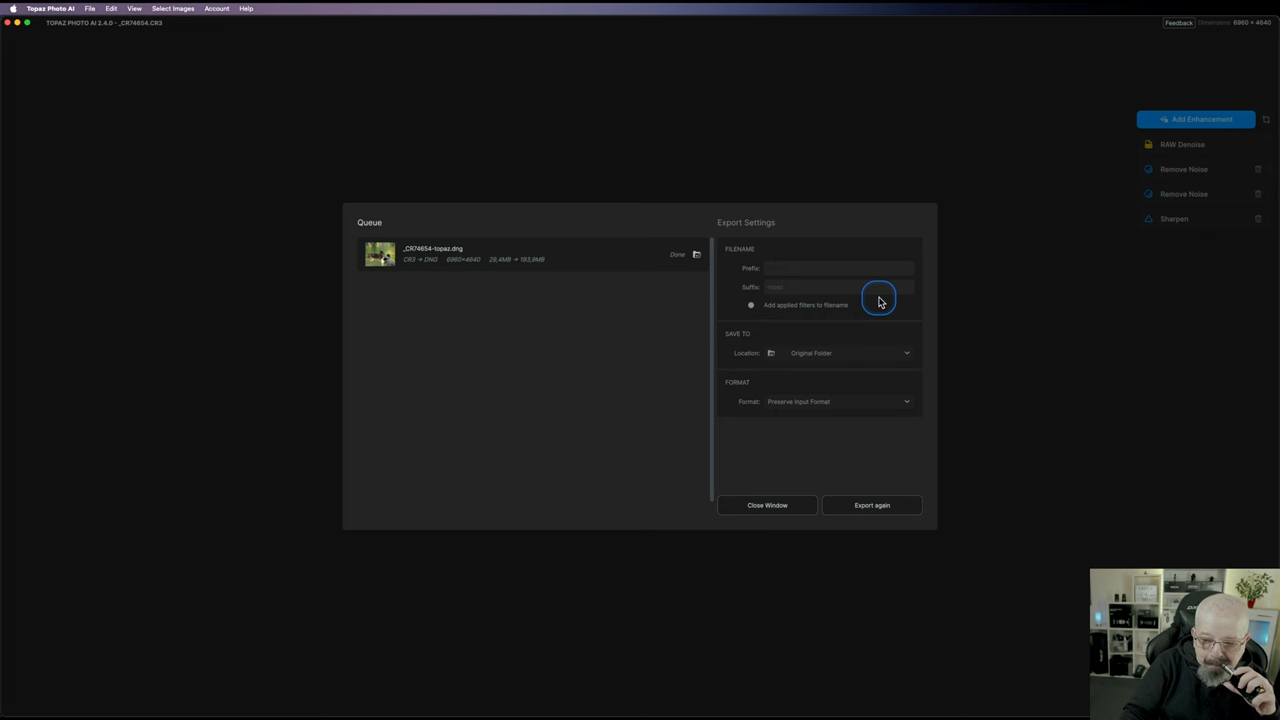 Topaz Photo AI File Edit View Select Images Account Help
TOPAZ PHOTO AI 2.4.0 - _CR74654.CR3
Feedback Dimensions 6960 × 4640
Add Enhancement
RAW Denoise
Remove Noise
Remove Noise
Sharpen
Queue
_CR74654-topaz.dng
CR3 → DNG 6960×4640 29,4MB → 193,9MB
Done
Export Settings
FILENAME
Prefix:
Suffix: -topaz
Add applied filters to filename
SAVE TO
Location: Original Folder
FORMAT
Format: Preserve Input Format
Close Window Export again